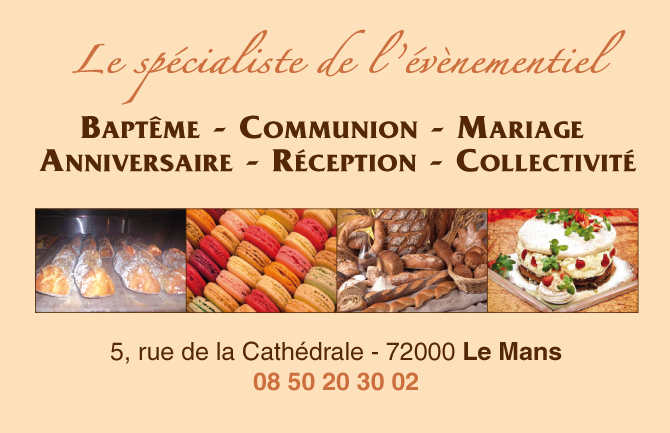 Le spécialiste de l'évènementiel
Baptême - Communion - Mariage
Anniversaire - Réception - Collectivité
5, rue de la Cathédrale - 72000 Le Mans
08 50 20 30 02